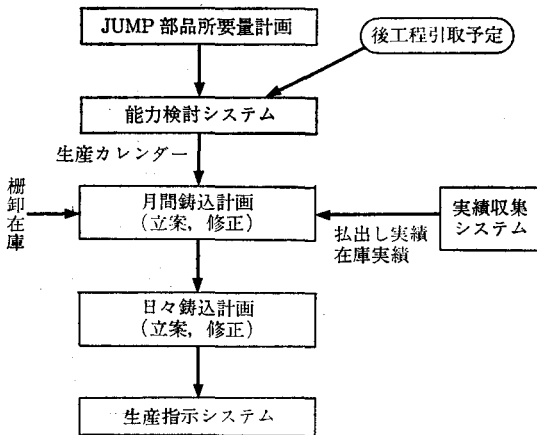 JUMP 部品所要量計画
後工程引取予定
能力検討システム
生産カレンダー
棚卸在庫
月間鋳込計画
(立案,修正)
実績収集
システム
払出し実績
在庫実績
日々鋳込計画
(立案,修正)
生産指示システム